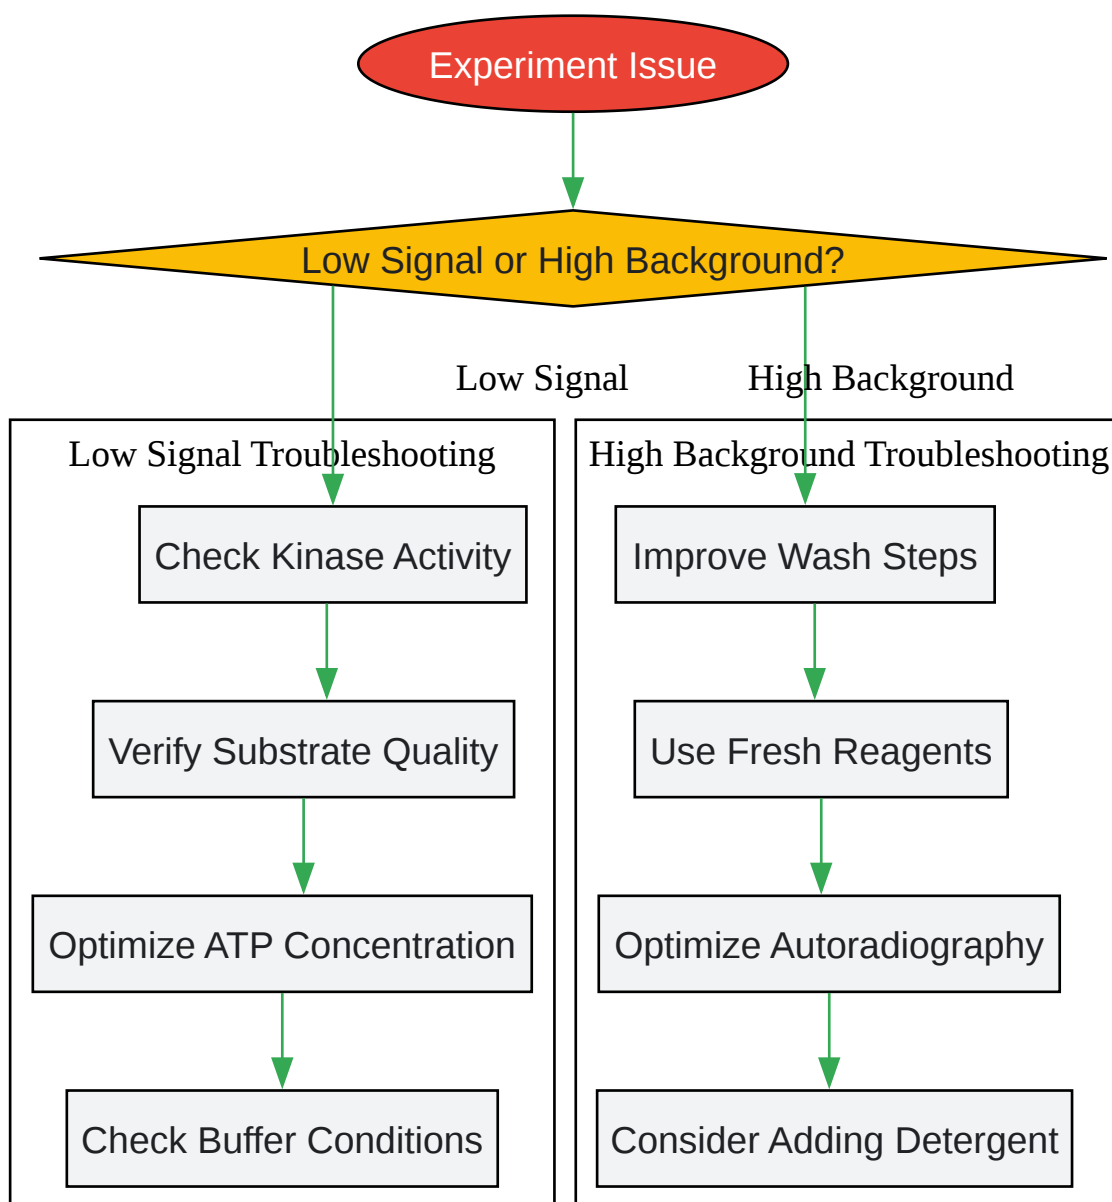 Experiment Issue
Low Signal or High Background?
Low Signal
High Background
Low Signal Troubleshooting
High Background Troubleshooting
Check Kinase Activity
Improve Wash Steps
Verify Substrate Quality
Use Fresh Reagents
Optimize ATP Concentration
Optimize Autoradiography
Check Buffer Conditions
Consider Adding Detergent